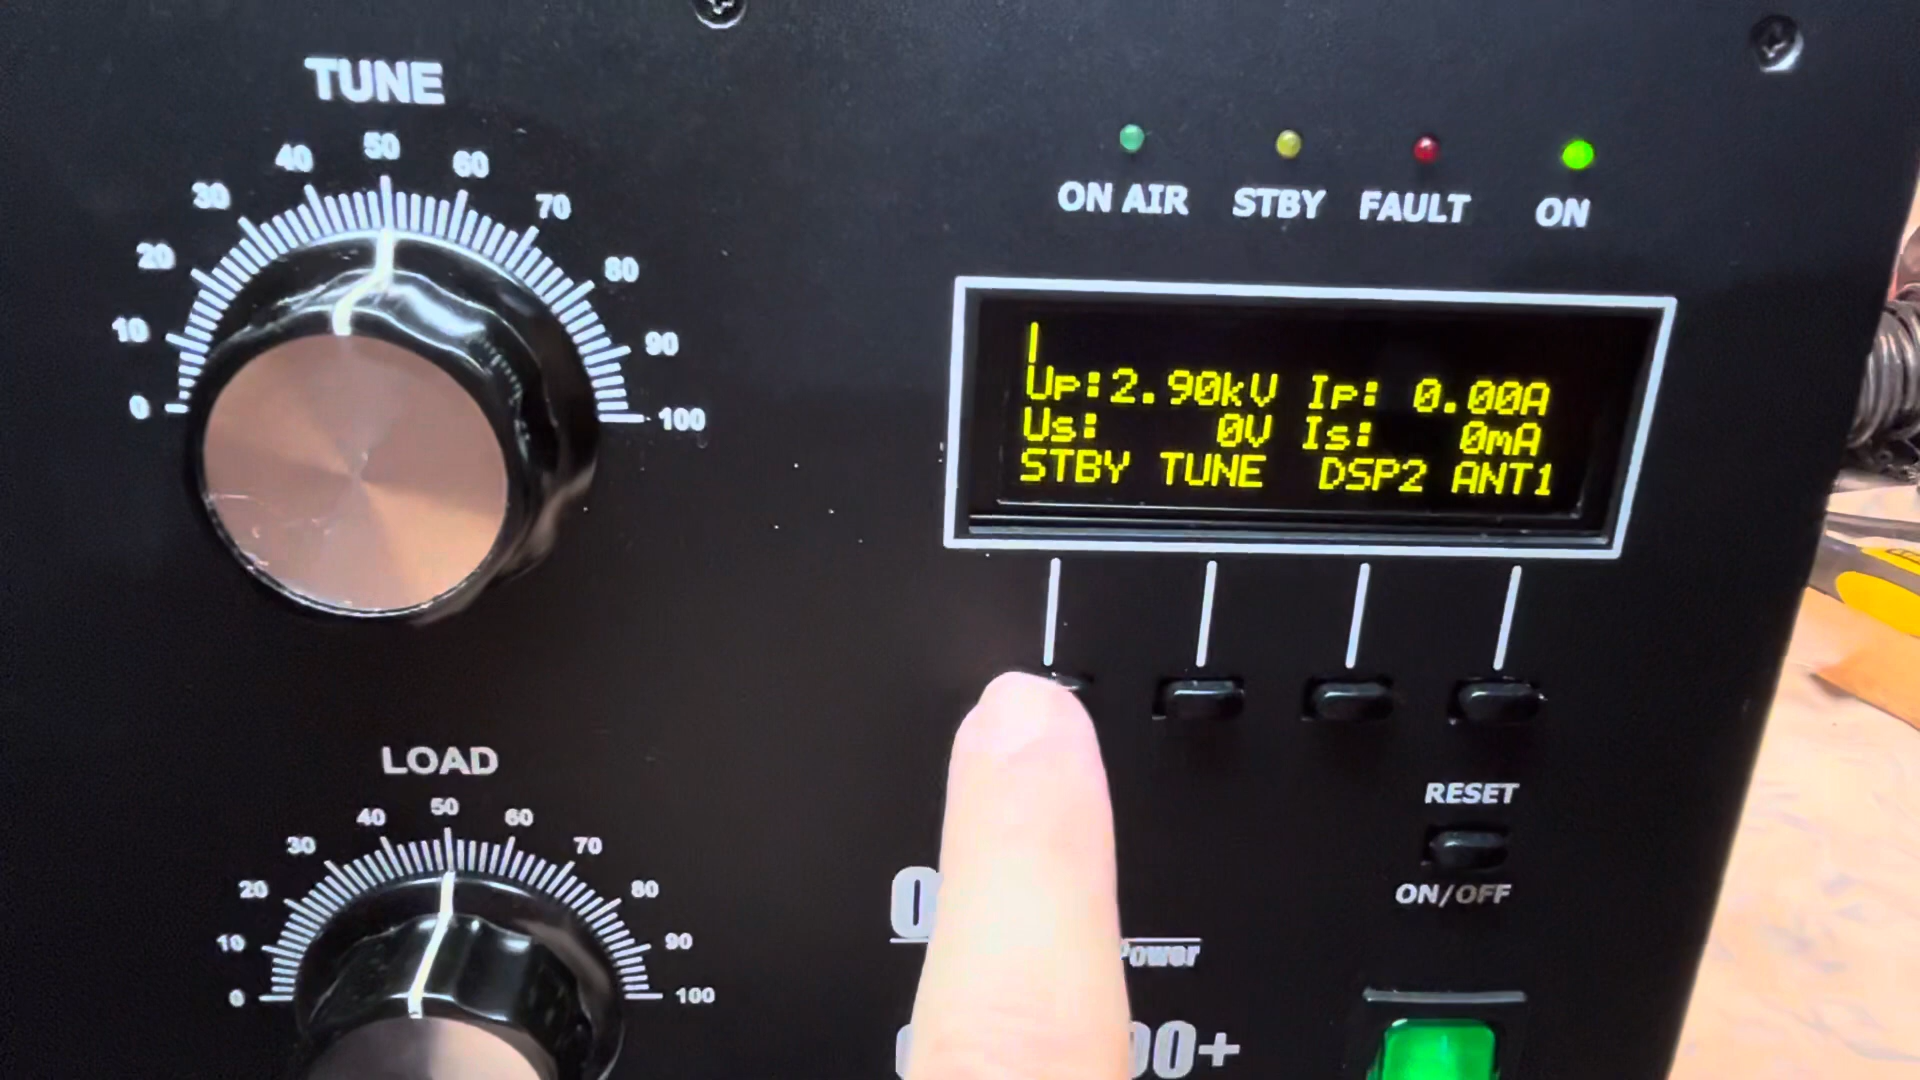 TUNE
0 10 20 30 40 50 60 70 80 90 100
ON AIR STBY FAULT ON
Up:2.90kV Ip: 0.00A
Us: 0V Is: 0mA
STBY TUNE DSP2 ANT1
LOAD
0 10 20 30 40 50 60 70 80 90 100
RESET
ON/OFF